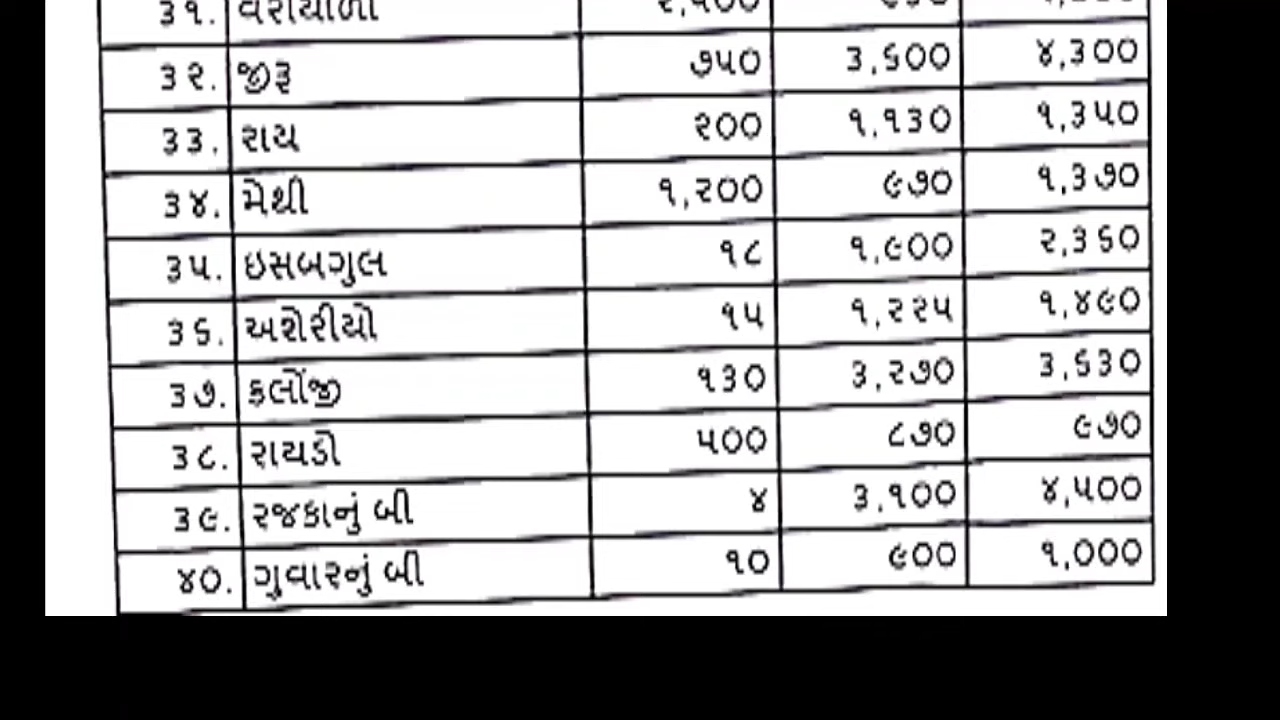 ૩૧. વરીયાળી
૩૨. જીરૂ ૭૫૦ ૩,૬૦૦ ૪,૩૦૦
૩૩. રાય ૨૦૦ ૧,૧૩૦ ૧,૩૫૦
૩૪. મેથી ૧,૨૦૦ ૯૭૦ ૧,૩૭૦
૩૫. ઇસબગુલ ૧૮ ૧,૯૦૦ ૨,૩૬૦
૩૬. અશેરીયો ૧૫ ૧,૨૨૫ ૧,૪૯૦
૩૭. કલોંજી ૧૩૦ ૩,૨૭૦ ૩,૬૩૦
૩૮. રાયડો ૫૦૦ ૮૭૦ ૯૭૦
૩૯. રજકાનું બી ૪ ૩,૧૦૦ ૪,૫૦૦
૪૦. ગુવારનું બી ૧૦ ૯૦૦ ૧,૦૦૦